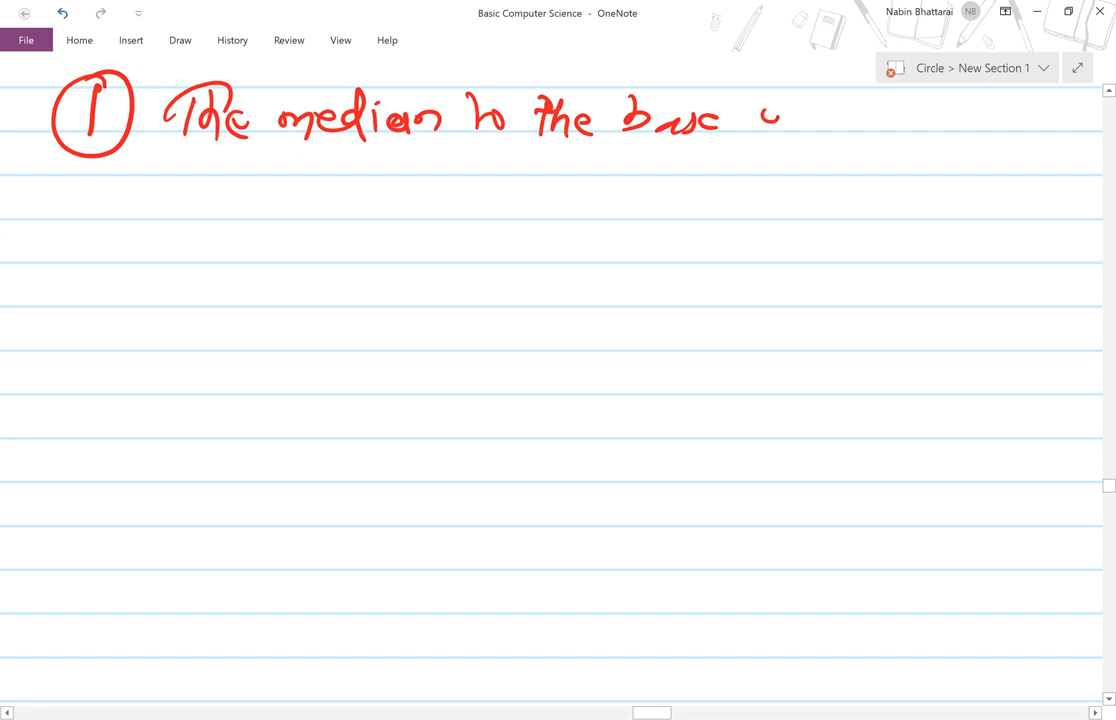 Basic Computer Science - OneNote
Nabin Bhattarai NB
File Home Insert Draw History Review View Help
Circle > New Section 1
1 The median to the base